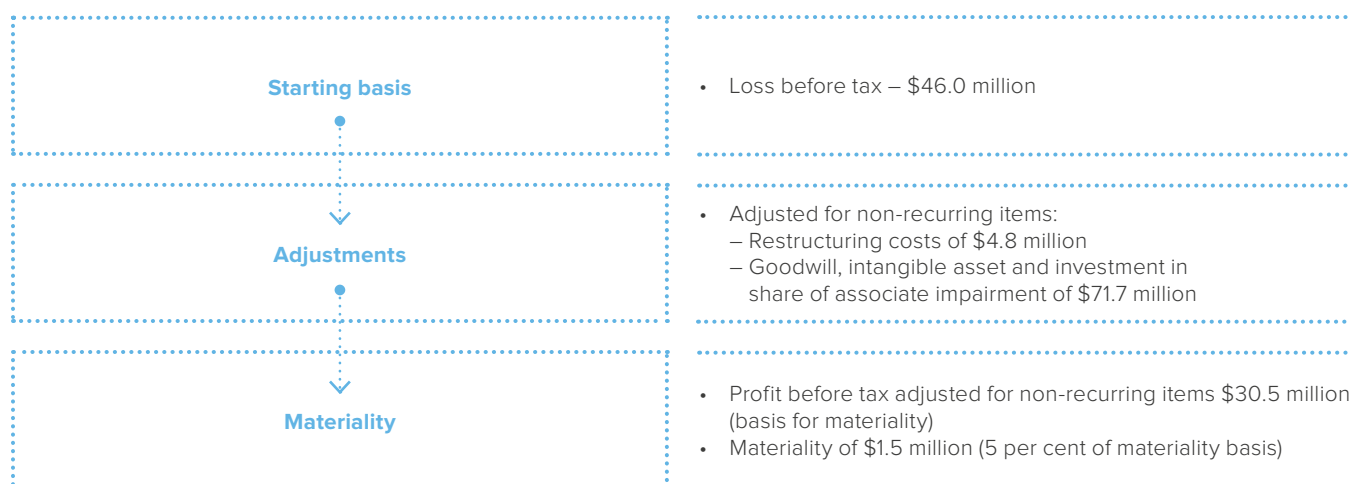 Starting basis
• Loss before tax – $46.0 million
Adjustments
• Adjusted for non-recurring items:
– Restructuring costs of $4.8 million
– Goodwill, intangible asset and investment in
share of associate impairment of $71.7 million
Materiality
• Profit before tax adjusted for non-recurring items $30.5 million
(basis for materiality)
• Materiality of $1.5 million (5 per cent of materiality basis)